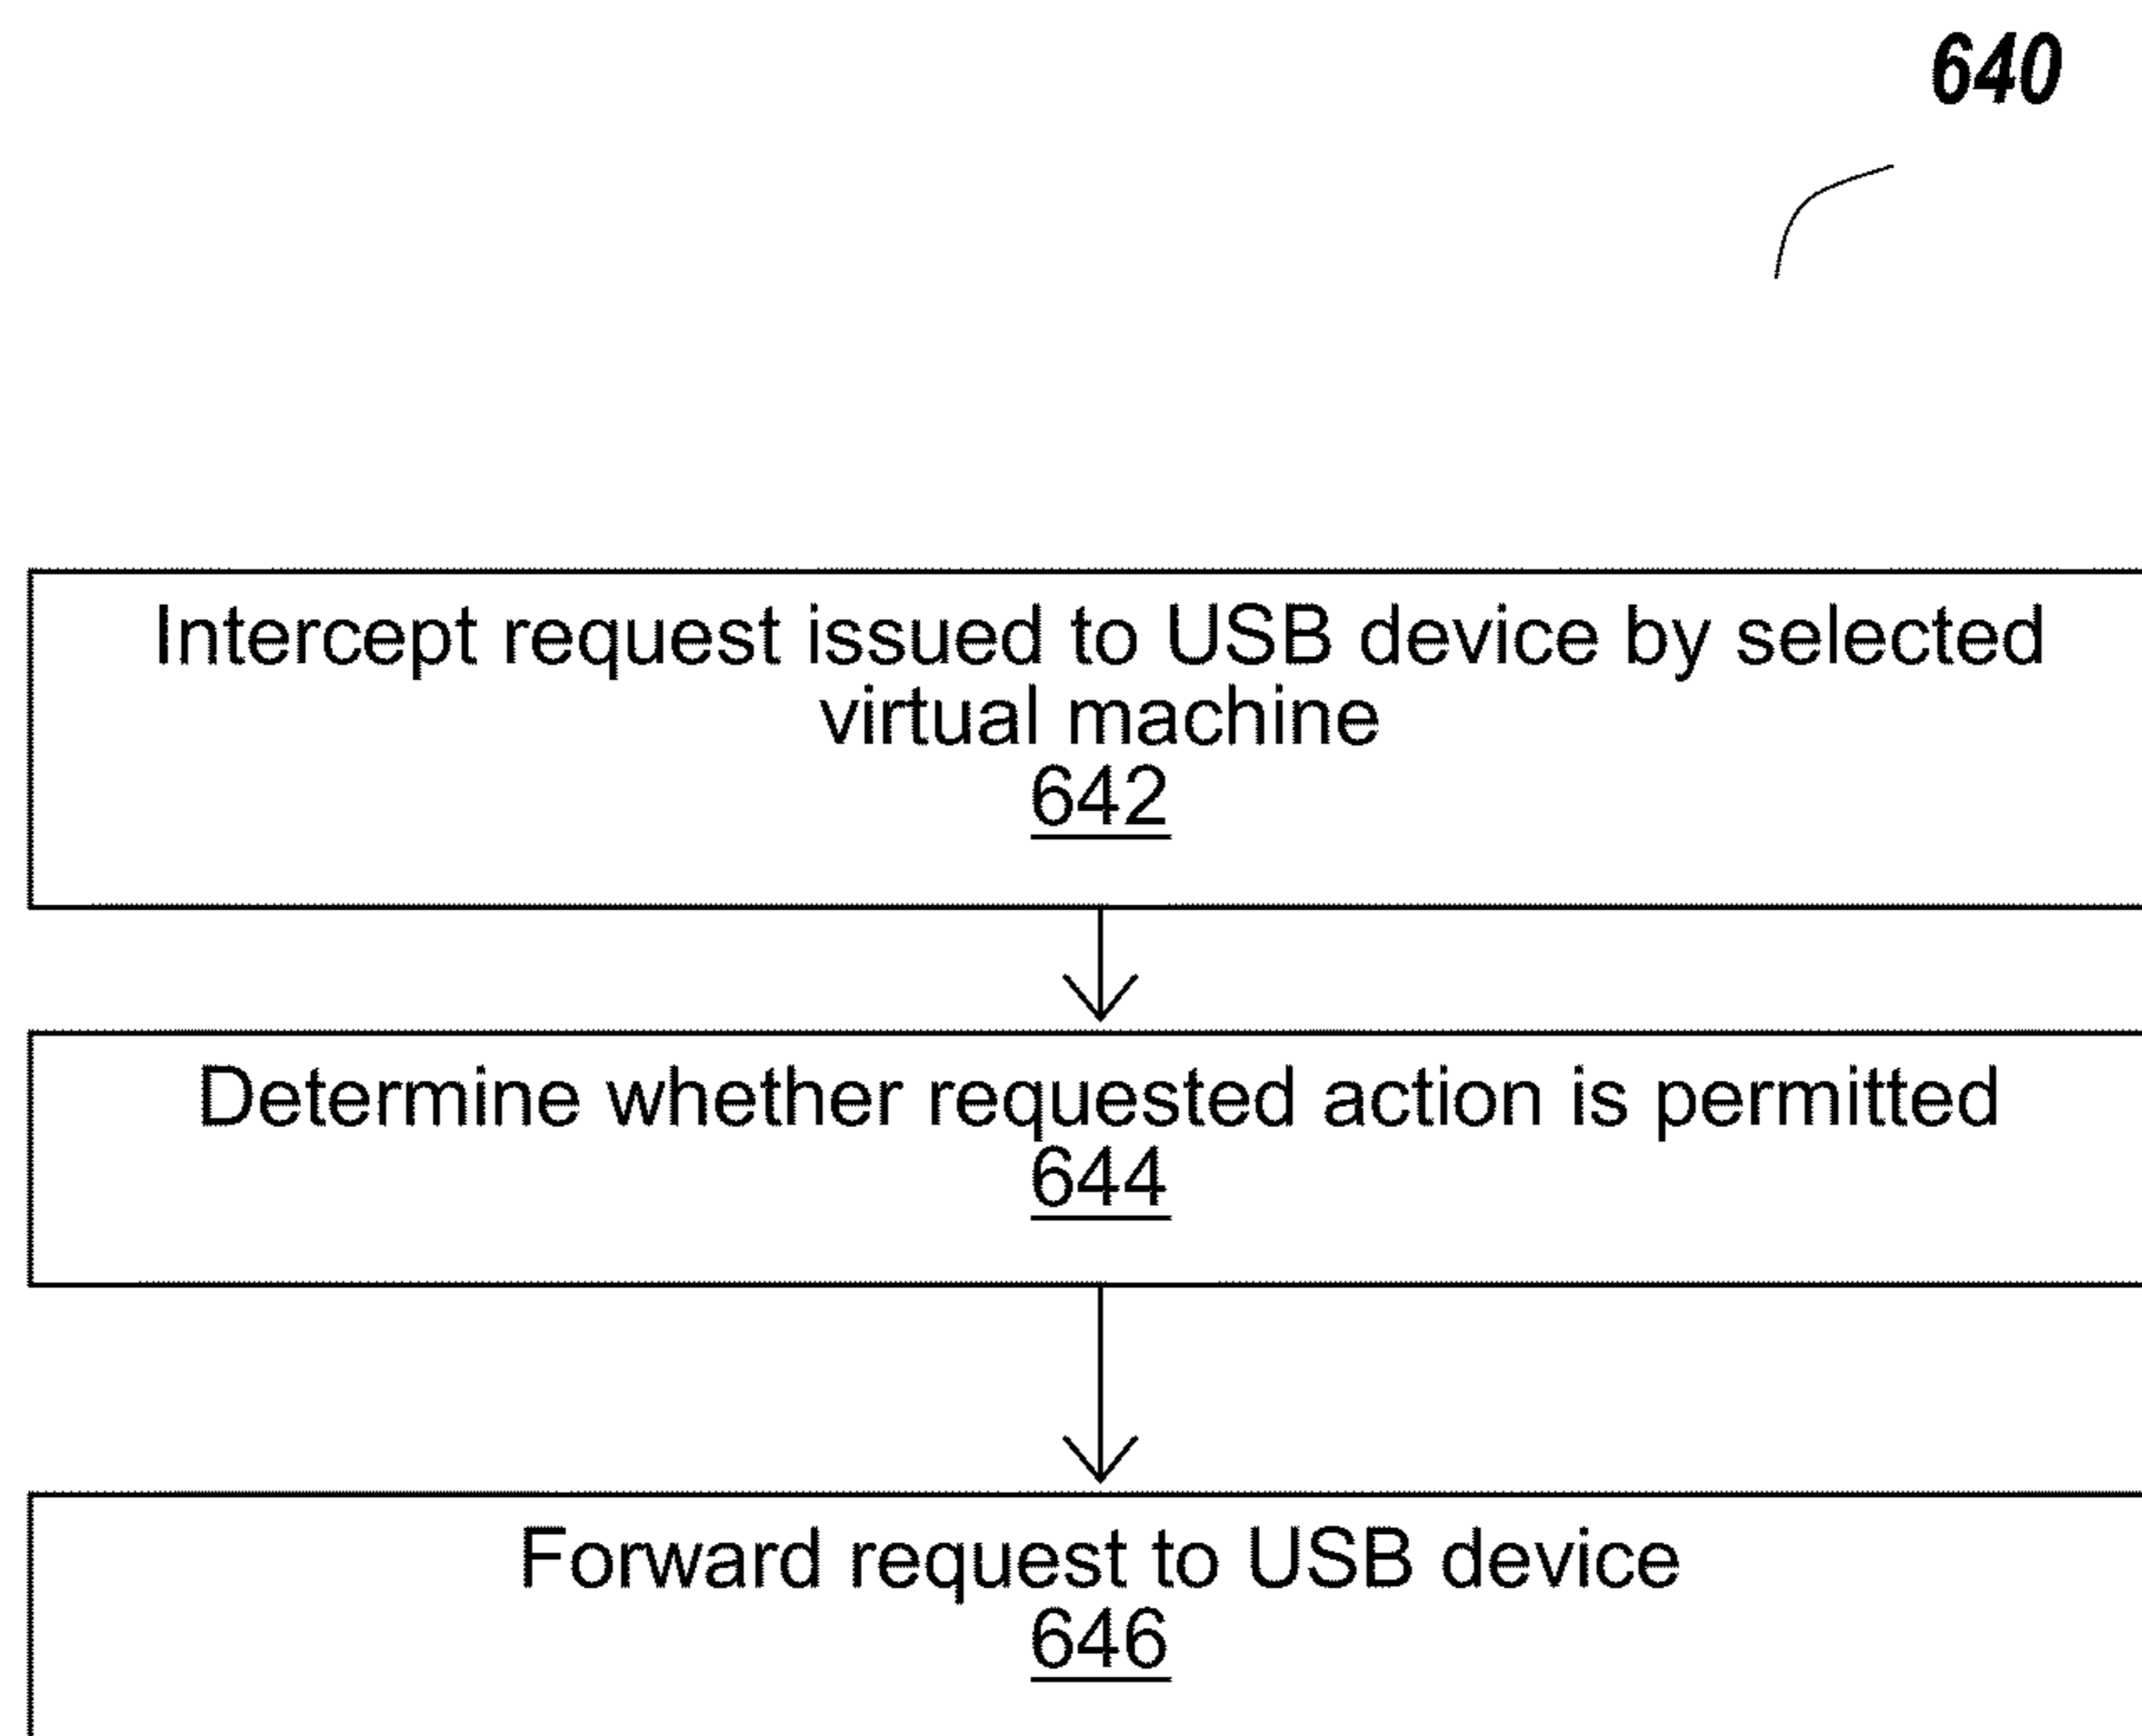 640
Intercept request issued to USB device by selected
virtual machine
642
Determine whether requested action is permitted
644
Forward request to USB device
646